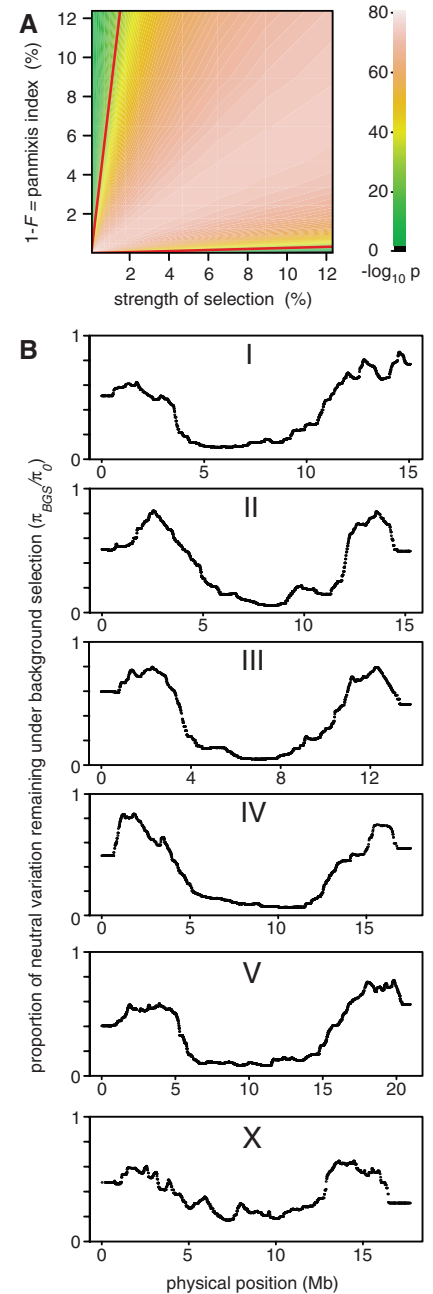 A
12
10
8
6
4
2
1-F = panmixis index (%)
2 4 6 8 10 12
strength of selection (%)
80
60
40
20
0
-log10 p
B
proportion of neutral variation remaining under background selection (πBGS/π0)
I
1
0
0 5 10 15
II
1
0
0 5 10 15
III
1
0
0 4 8 12
IV
1
0
0 5 10 15
V
1
0
0 5 10 15 20
X
1
0
0 5 10 15
physical position (Mb)